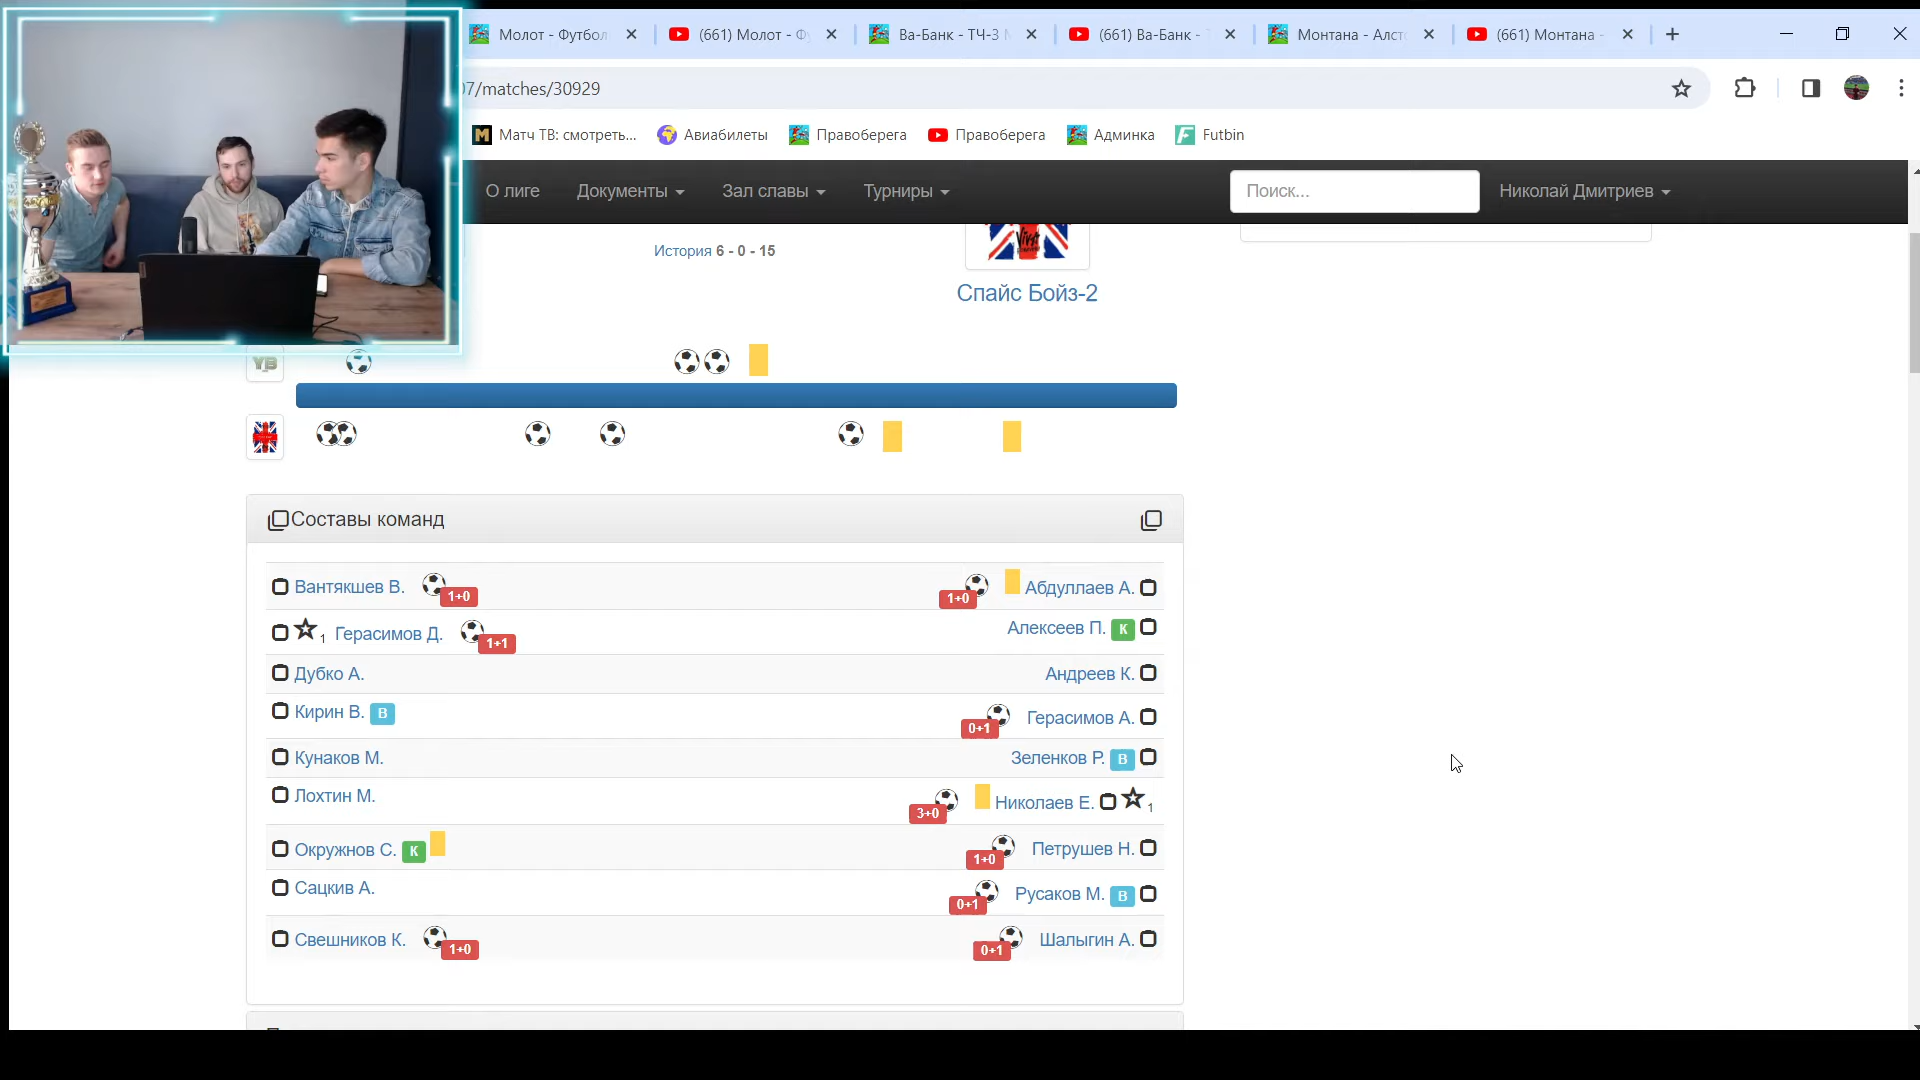 Молот - Футбол
(661) Молот - Ф
Ва-Банк - ТЧ-3
(661) Ва-Банк -
Монтана - Алст
(661) Монтана -
7/matches/30929
Матч ТВ: смотреть...
Авиабилеты
Правоберега
Правоберега
Админка
Futbin
О лиге
Документы
Зал славы
Турниры
Поиск...
Николай Дмитриев
История 6 - 0 - 15
Спайс Бойз-2
YB
Составы команд
Вантякшев В. 1+0
1+0 Абдуллаев А.
1 Герасимов Д. 1+1
Алексеев П. К
Дубко А.
Андреев К.
Кирин В. В
0+1 Герасимов А.
Кунаков М.
Зеленков Р. В
Лохтин М.
3+0 Николаев Е. 1
Окружнов С. К
1+0 Петрушев Н.
Сацкив А.
0+1 Русаков М. В
Свешников К. 1+0
0+1 Шалыгин А.